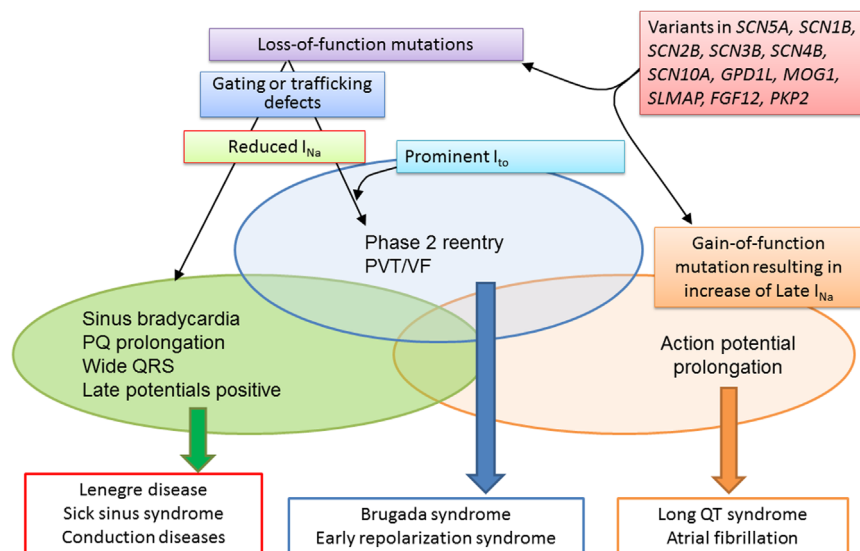 Loss-of-function mutations
Variants in SCN5A, SCN1B,
SCN2B, SCN3B, SCN4B,
SCN10A, GPD1L, MOG1,
SLMAP, FGF12, PKP2
Gating or trafficking
defects
Reduced INa
Prominent Ito
Phase 2 reentry
PVT/VF
Gain-of-function
mutation resulting in
increase of Late INa
Sinus bradycardia
PQ prolongation
Wide QRS
Late potentials positive
Action potential
prolongation
Lenegre disease
Sick sinus syndrome
Conduction diseases
Brugada syndrome
Early repolarization syndrome
Long QT syndrome
Atrial fibrillation